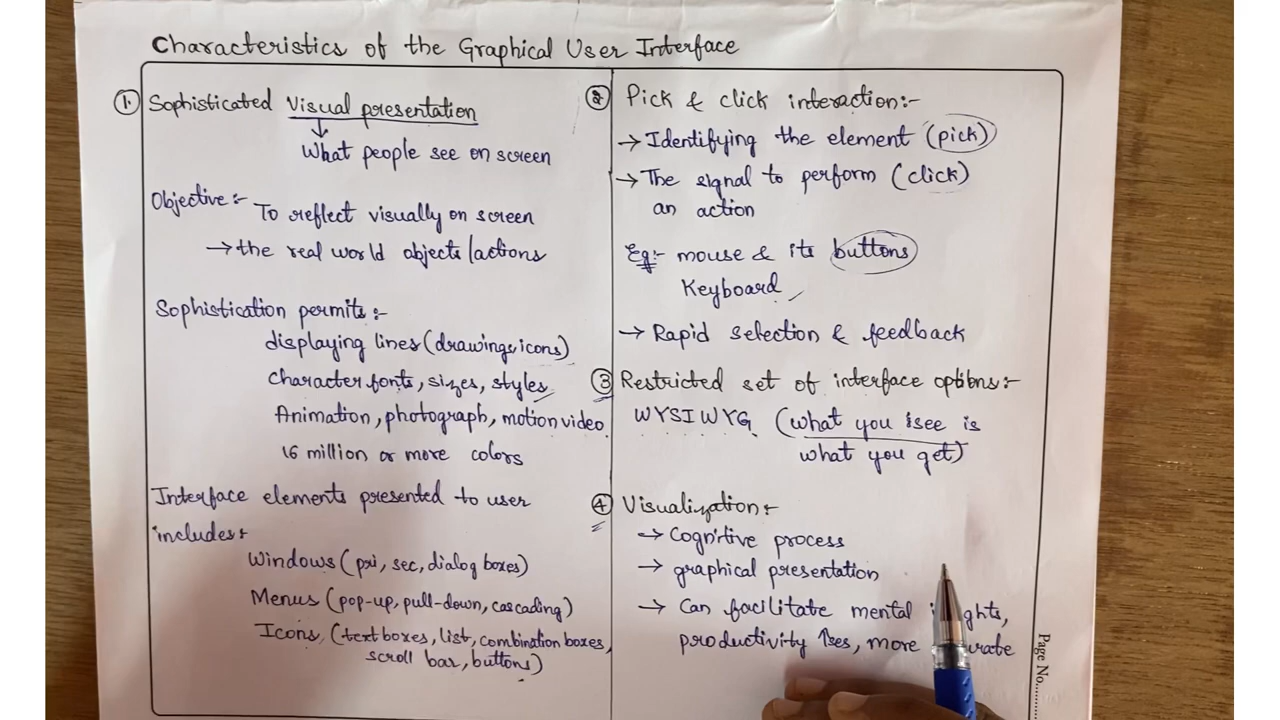 Characteristics of the Graphical User Interface
① Sophisticated Visual presentation
↓
What people see on screen
Objective :- To reflect visually on screen
→ the real world objects/actions
Sophistication permits :-
displaying lines (drawings, icons)
character fonts, sizes, styles
Animation, photograph, motion video
16 million or more colors
Interface elements presented to user
includes :-
Windows (pri, sec, dialog boxes)
Menus (pop-up, pull-down, cascading)
Icons, (text boxes, list, combination boxes,
scroll bar, buttons)
② Pick & click interaction :-
→ Identifying the element (pick)
→ The signal to perform (click)
an action
Eg:- mouse & its buttons
Keyboard
→ Rapid selection & feedback
③ Restricted set of interface options :-
WYSIWYG (what you see is
what you get)
④ Visualization :-
→ Cognitive process
→ graphical presentation
→ Can facilitate mental
productivity ↑ses, more
Page No.